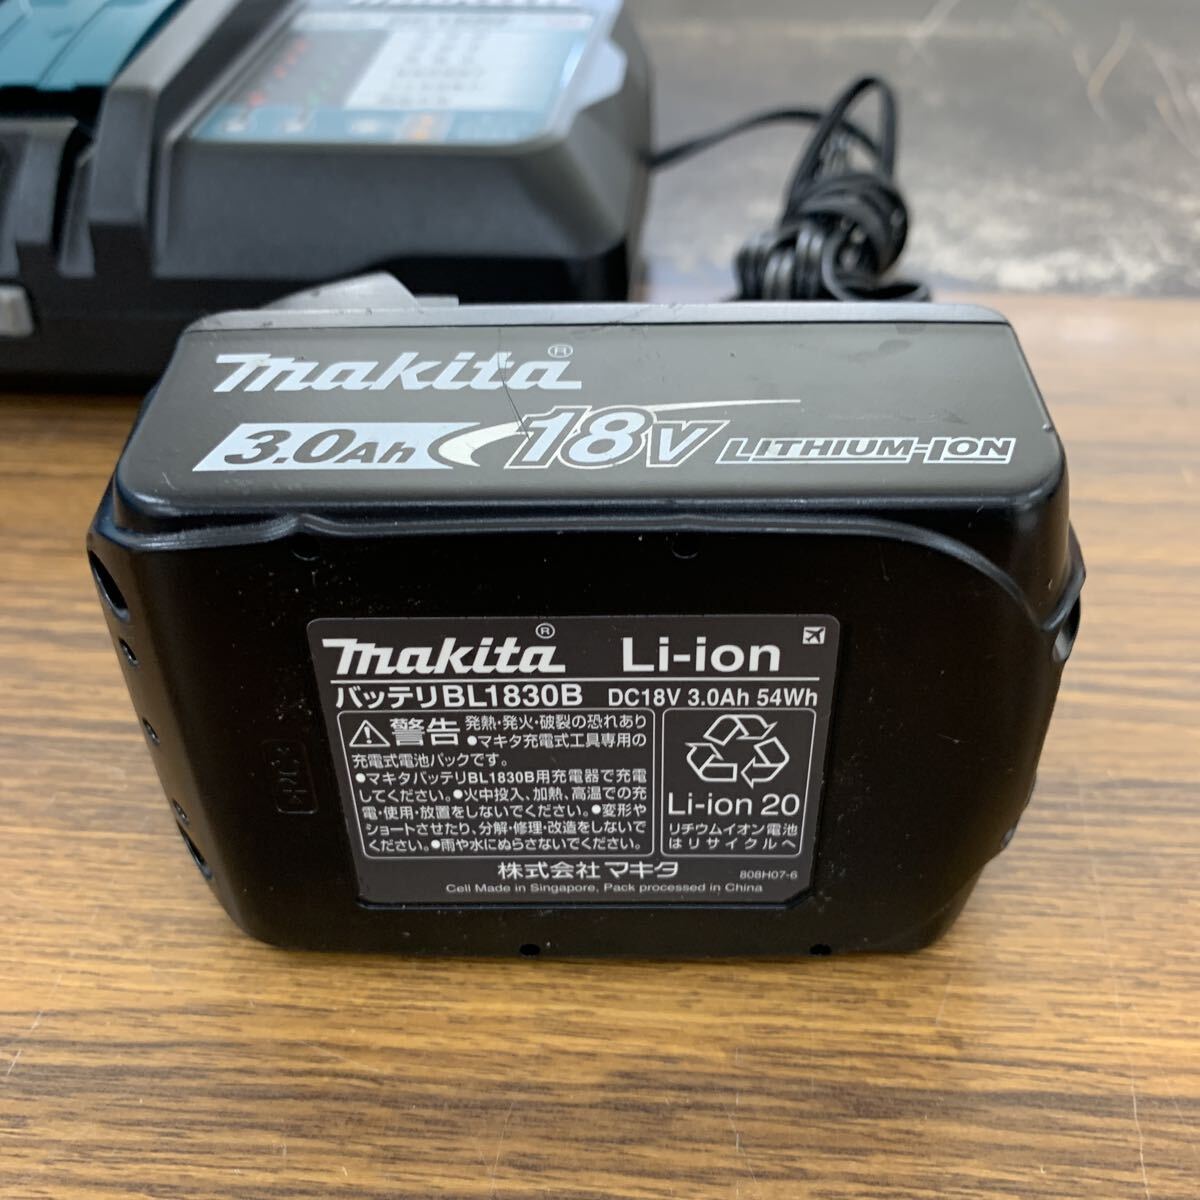 makita®
3.0Ah 18V LITHIUM-ION
makita® Li-ion
バッテリBL1830B DC18V 3.0Ah 54Wh
警告 発熱・発火・破裂の恐れあり
●マキタ充電式工具専用の
充電式電池パックです。
●マキタバッテリBL1830B用充電器で充電
してください。●火中投入、加熱、高温での充
電・使用・放置をしないでください。●変形や
ショートさせたり、分解・修理・改造をしないで
ください。●雨や水にぬらさないでください。
Li-ion 20
リチウムイオン電池
はリサイクルへ
株式会社 マキタ
808H07-6
Cell Made in Singapore, Pack processed in China
>PC<